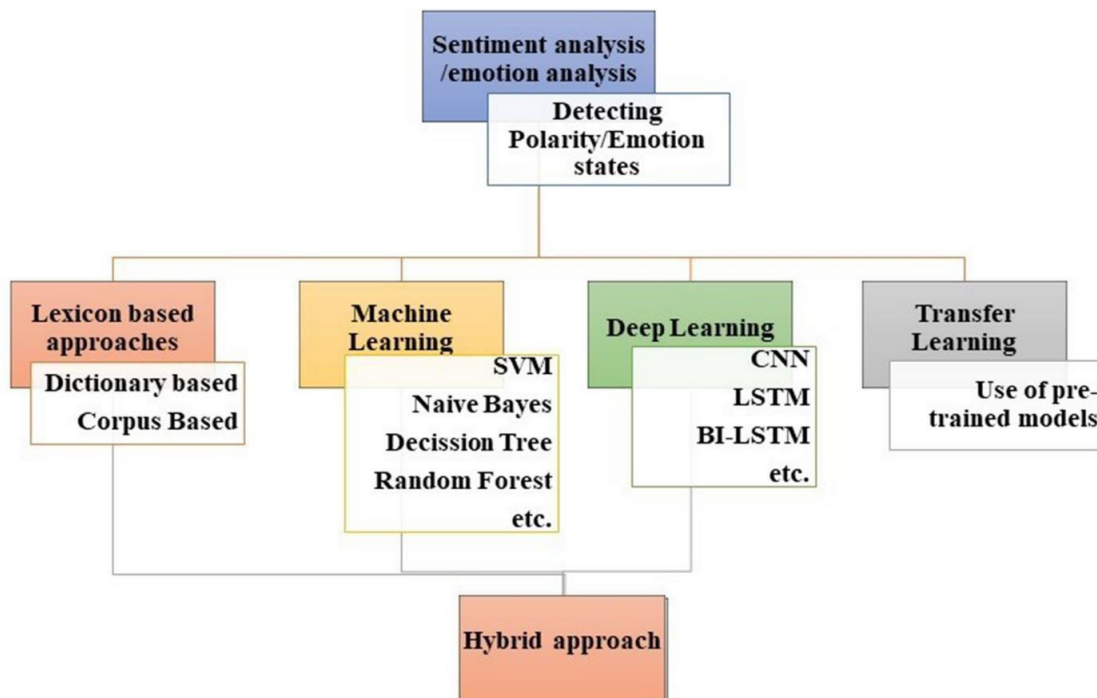 Sentiment analysis
/emotion analysis
Detecting
Polarity/Emotion
states
Lexicon based
approaches
Dictionary based
Corpus Based
Machine
Learning
SVM
Naive Bayes
Decission Tree
Random Forest
etc.
Deep Learning
CNN
LSTM
BI-LSTM
etc.
Transfer
Learning
Use of pre-
trained models
Hybrid approach